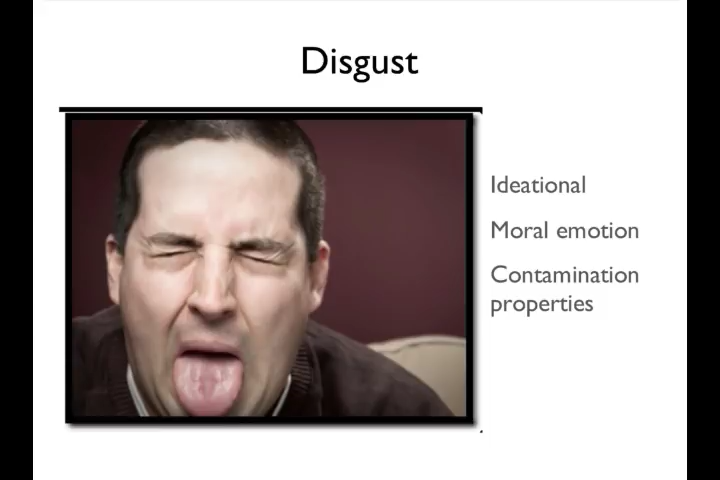 Disgust
Ideational
Moral emotion
Contamination
properties